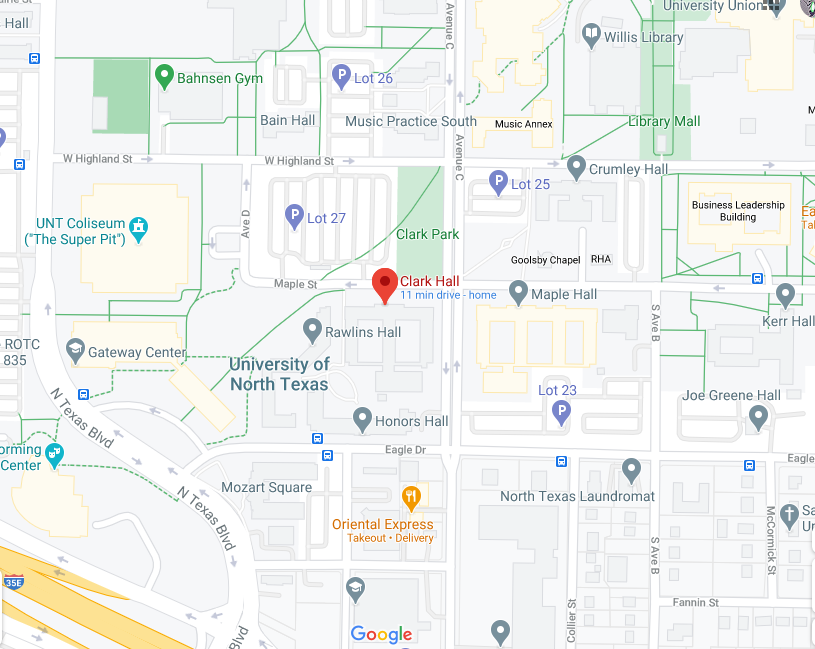 Hall
University Union
Avenue C
Willis Library
Bahnsen Gym
P Lot 26
Bain Hall
Music Practice South
Music Annex
Library Mall
W Highland St
W Highland St
Avenue C
Crumley Hall
P Lot 25
Ave D
P Lot 27
Business Leadership
Building
UNT Coliseum
("The Super Pit")
Clark Park
Goolsby Chapel
RHA
Maple St
Clark Hall
11 min drive - home
Maple Hall
S Ave B
Kerr Hall
Rawlins Hall
ROTC
835
Gateway Center
University of
North Texas
N Texas Blvd
Lot 23
P
Joe Greene Hall
Honors Hall
Eagle Dr
Eagle
orming
Center
Mozart Square
N Texas Blvd
North Texas Laundromat
Oriental Express
Takeout • Delivery
McCormick St
S Ave B
35E
Fannin St
Collier St
Google
Blvd